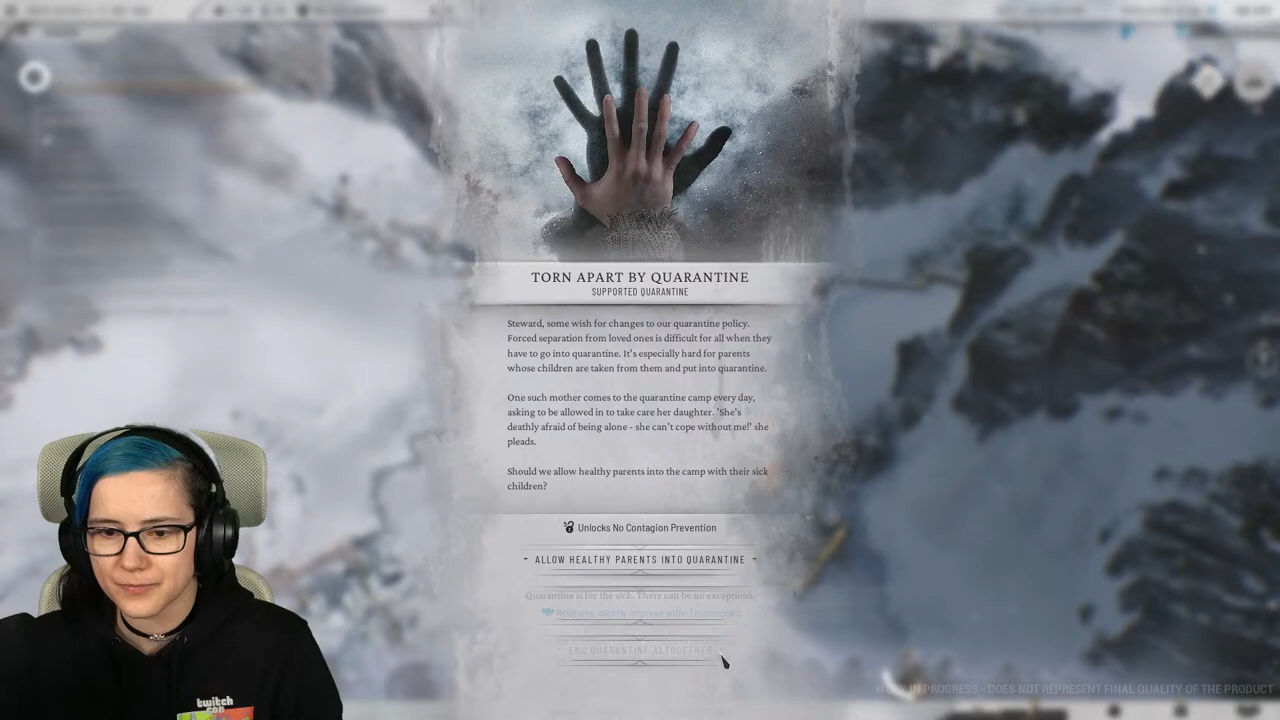 TORN APART BY QUARANTINE
SUPPORTED QUARANTINE
Steward, some wish for changes to our quarantine policy.
Forced separation from loved ones is difficult for all when they
have to go into quarantine. It's especially hard for parents
whose children are taken from them and put into quarantine.
One such mother comes to the quarantine camp every day,
asking to be allowed in to take care her daughter. 'She's
deathly afraid of being alone - she can't cope without me!' she
pleads.
Should we allow healthy parents into the camp with their sick
children?
Unlocks No Contagion Prevention
- ALLOW HEALTHY PARENTS INTO QUARANTINE -
Quarantine is for the sick. There can be no exceptions.
Relations slightly improve with: Technocrats
- END QUARANTINE ALTOGETHER
WORK IN PROGRESS - DOES NOT REPRESENT FINAL QUALITY OF THE PRODUCT
twitch
con